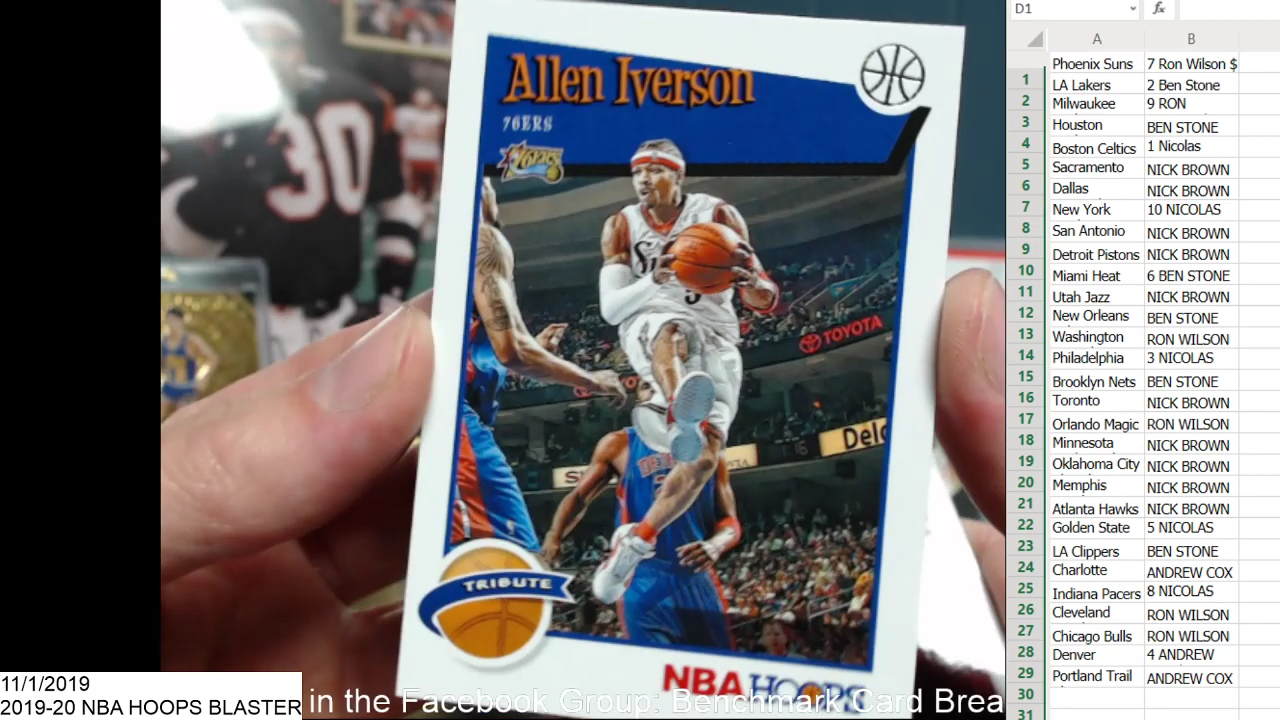 Allen Iverson
76ERS
76ERS
30
TOYOTA
TRIBUTE
NBA HOOPS
11/1/2019
2019-20 NBA HOOPS BLASTER
in the Facebook Group: Benchmark Card Brea
D1
fx
A B
Phoenix Suns 7 Ron Wilson $
1 LA Lakers 2 Ben Stone
2 Milwaukee 9 RON
3 Houston BEN STONE
4 Boston Celtics 1 Nicolas
5 Sacramento NICK BROWN
6 Dallas NICK BROWN
7 New York 10 NICOLAS
8 San Antonio NICK BROWN
9 Detroit Pistons NICK BROWN
10 Miami Heat 6 BEN STONE
11 Utah Jazz NICK BROWN
12 New Orleans BEN STONE
13 Washington RON WILSON
14 Philadelphia 3 NICOLAS
15 Brooklyn Nets BEN STONE
16 Toronto NICK BROWN
17 Orlando Magic RON WILSON
18 Minnesota NICK BROWN
19 Oklahoma City NICK BROWN
20 Memphis NICK BROWN
21 Atlanta Hawks NICK BROWN
22 Golden State 5 NICOLAS
23 LA Clippers BEN STONE
24 Charlotte ANDREW COX
25 Indiana Pacers 8 NICOLAS
26 Cleveland RON WILSON
27 Chicago Bulls RON WILSON
28 Denver 4 ANDREW
29 Portland Trail ANDREW COX
30
31